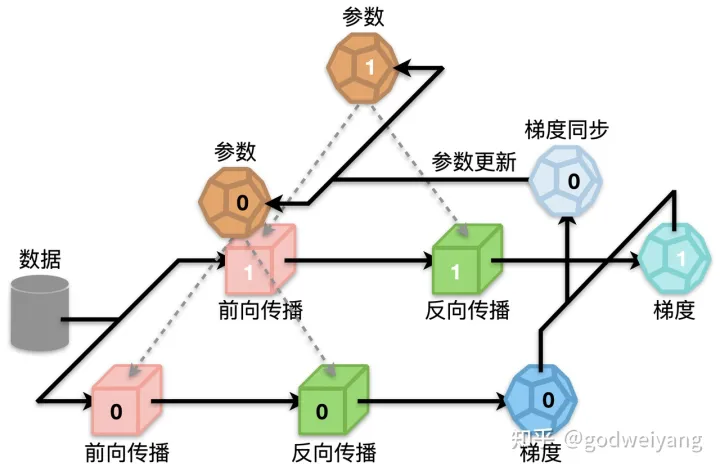 参数
1
梯度同步
参数
参数更新
0
0
数据
1
1
1
前向传播
反向传播
梯度
0
0
0
前向传播
反向传播
梯度
知乎 @godweiyang